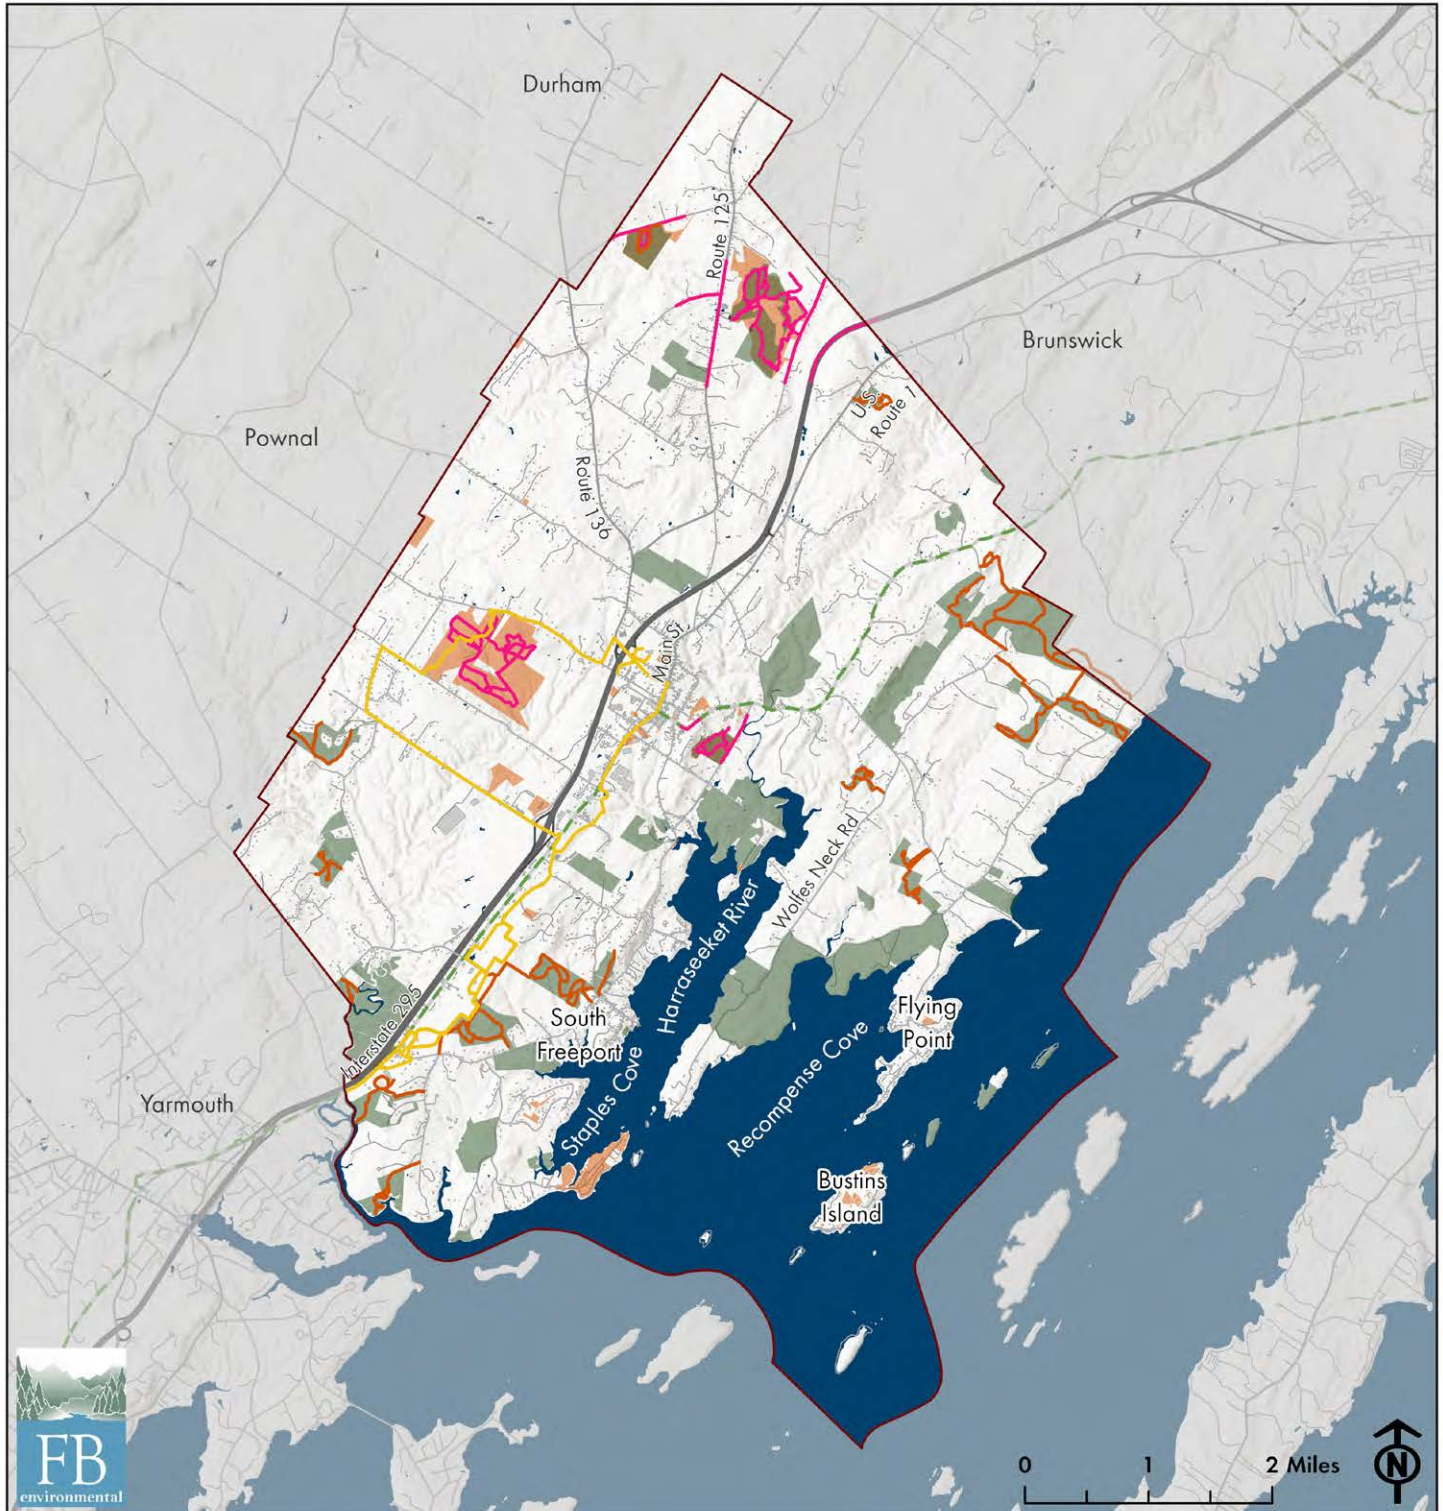 Durham
Route 125
Brunswick
U.S.
Route 1
Pownal
Route 136
Main St
Wolfes Neck Rd
Harraseeket River
Interstate 295
South
Freeport
Flying
Point
Staples Cove
Recompense Cove
Yarmouth
Bustins
Island
FB
environmental
0 1 2 Miles
N